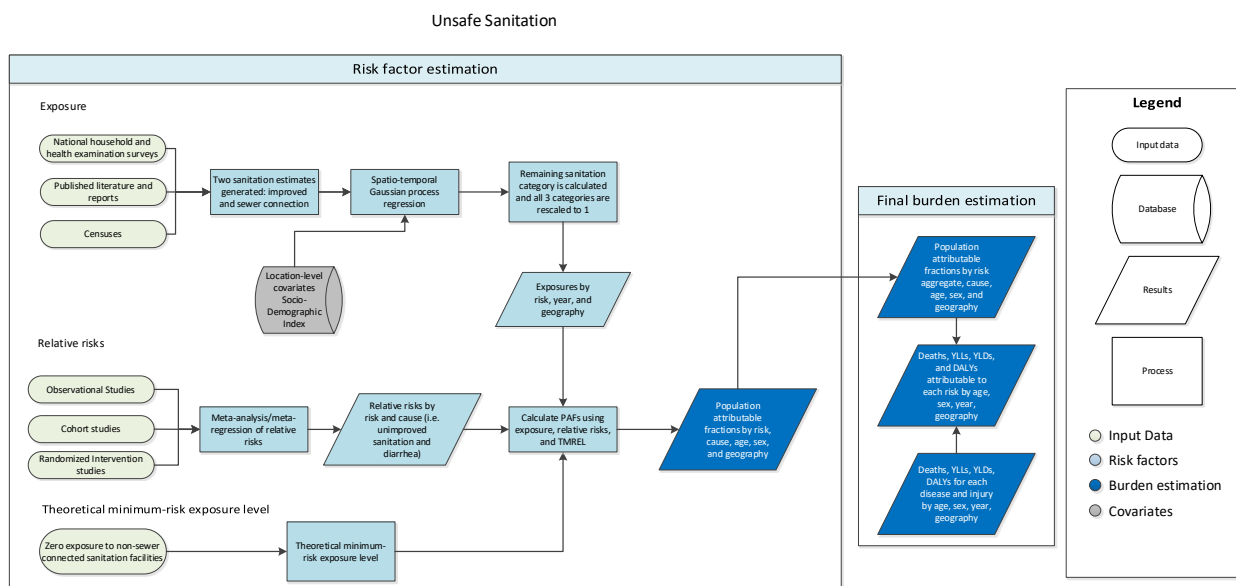 Unsafe Sanitation
Risk factor estimation
Exposure
National household and
health examination surveys
Published literature and
reports
Censuses
Two sanitation estimates
generated: improved
and sewer connection
Spatio-temporal
Gaussian process
regression
Remaining sanitation
category is calculated
and all 3 categories are
rescaled to 1
Location-level
covariates
Socio-
Demographic
Index
Exposures by
risk, year, and
geography
Relative risks
Observational Studies
Cohort studies
Randomized Intervention
studies
Meta-analysis/meta-
regression of relative
risks
Relative risks by
risk and cause (i.e.
unimproved
sanitation and
diarrhea)
Calculate PAFs using
exposure, relative risks,
and TMREL
Population
attributable
fractions by risk,
cause, age, sex,
and geography
Theoretical minimum-risk exposure level
Zero exposure to non-sewer
connected sanitation facilities
Theoretical minimum-
risk exposure level
Final burden estimation
Population
attributable
fractions by risk
aggregate, cause,
age, sex, and
geography
Deaths, YLLs, YLDs,
and DALYs
attributable to
each risk by age,
sex, year,
geography
Deaths, YLLs, YLDs,
DALYs for each
disease and injury
by age, sex, year,
geography
Legend
Input data
Database
Results
Process
Input Data
Risk factors
Burden estimation
Covariates